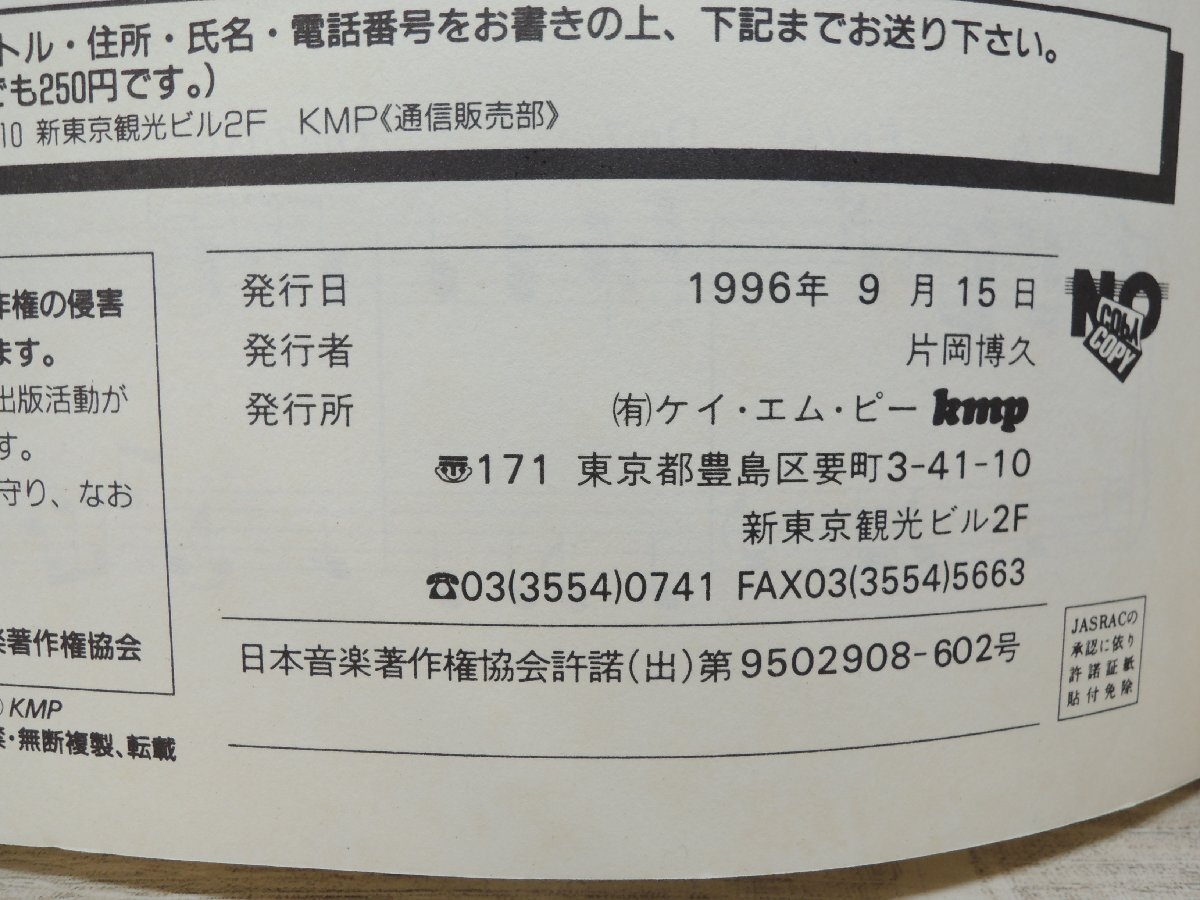 トル・住所・氏名・電話番号をお書きの上、下記までお送り下さい。
でも250円です。)
10 新東京観光ビル2F KMP《通信販売部》
作権の侵害
ます。
出版活動が
す。
守り、なお
楽著作権協会
KMP
・無断複製、転載
発行日 1996年 9 月 15 日
発行者 片岡博久
発行所 ㈲ケイ・エム・ピー kmp
171 東京都豊島区要町3-41-10
新東京観光ビル2F
☎03(3554)0741 FAX03(3554)5663
日本音楽著作権協会許諾(出)第9502908-602号
NO
COPY
COPY
JASRACの
承認に依り
許諾証紙
貼付免除